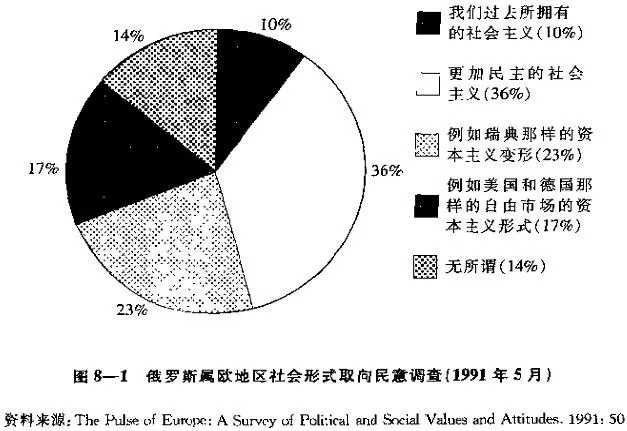 10%
36%
23%
17%
14%
我们过去所拥有
的社会主义(10%)
更加民主的社会
主义(36%)
例如瑞典那样的资
本主义变形(23%)
例如美国和德国那
样的自由市场的资
本主义形式(17%)
无所谓(14%)
图 8—1 俄罗斯属欧地区社会形式取向民意调查(1991 年 5 月)
资料来源: The Pulse of Europe: A Survey of Political and Social Values and Attitudes. 1991: 50